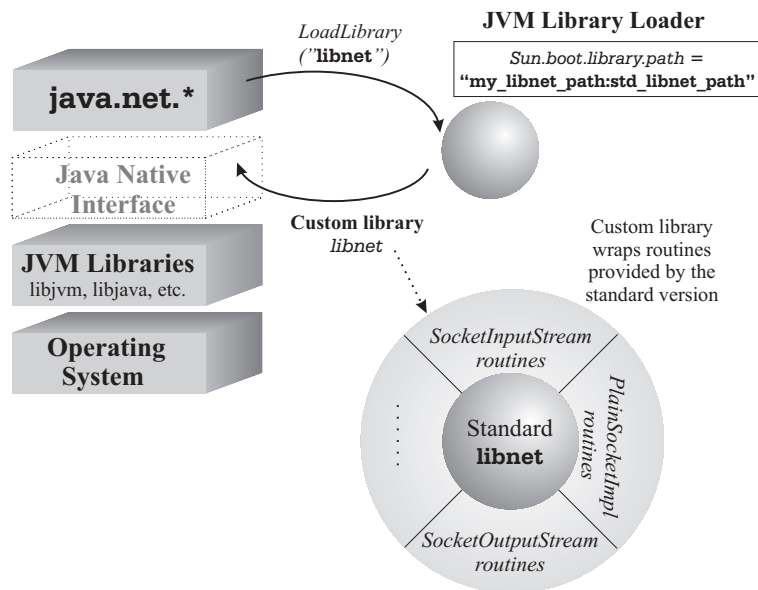 JVM Library Loader
LoadLibrary
(”libnet”)
Sun.boot.library.path =
“my_libnet_path:std_libnet_path”
java.net.*
Java Native
Interface
JVM Libraries
libjvm, libjava, etc.
Operating
System
Custom library
libnet
Custom library
wraps routines
provided by the
standard version
SocketInputStream
routines
PlainSocketImpl
routines
Standard
libnet
SocketOutputStream
routines